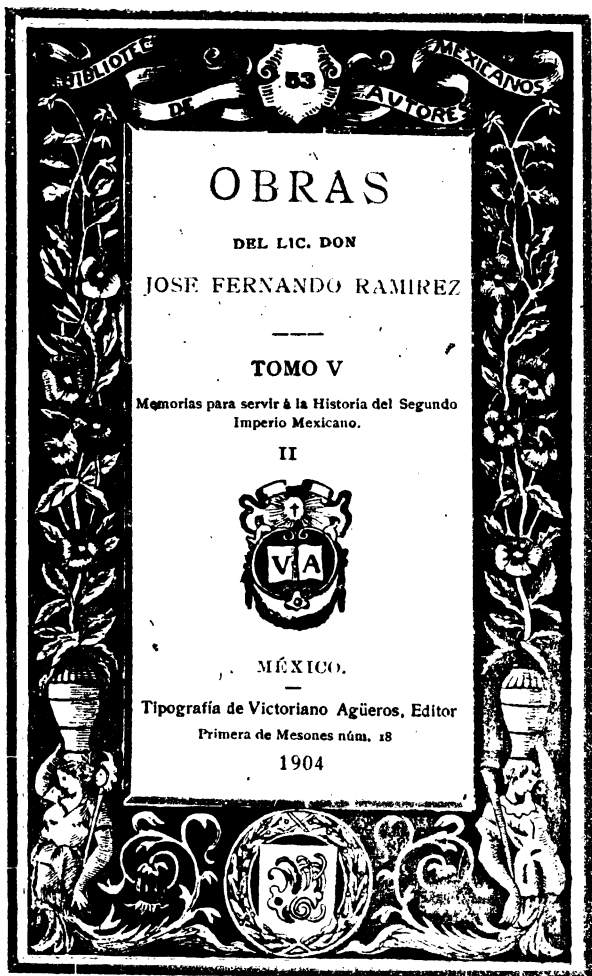 BIBLIOTECA
DE
53
AVTORES
MEXICANOS
OBRAS
DEL LIC. DON
JOSE FERNANDO RAMIREZ
TOMO V
Memorias para servir á la Historia del Segundo
Imperio Mexicano.
II
V A
MÉXICO.
Tipografía de Victoriano Agüeros, Editor
Primera de Mesones núm. 18
1904